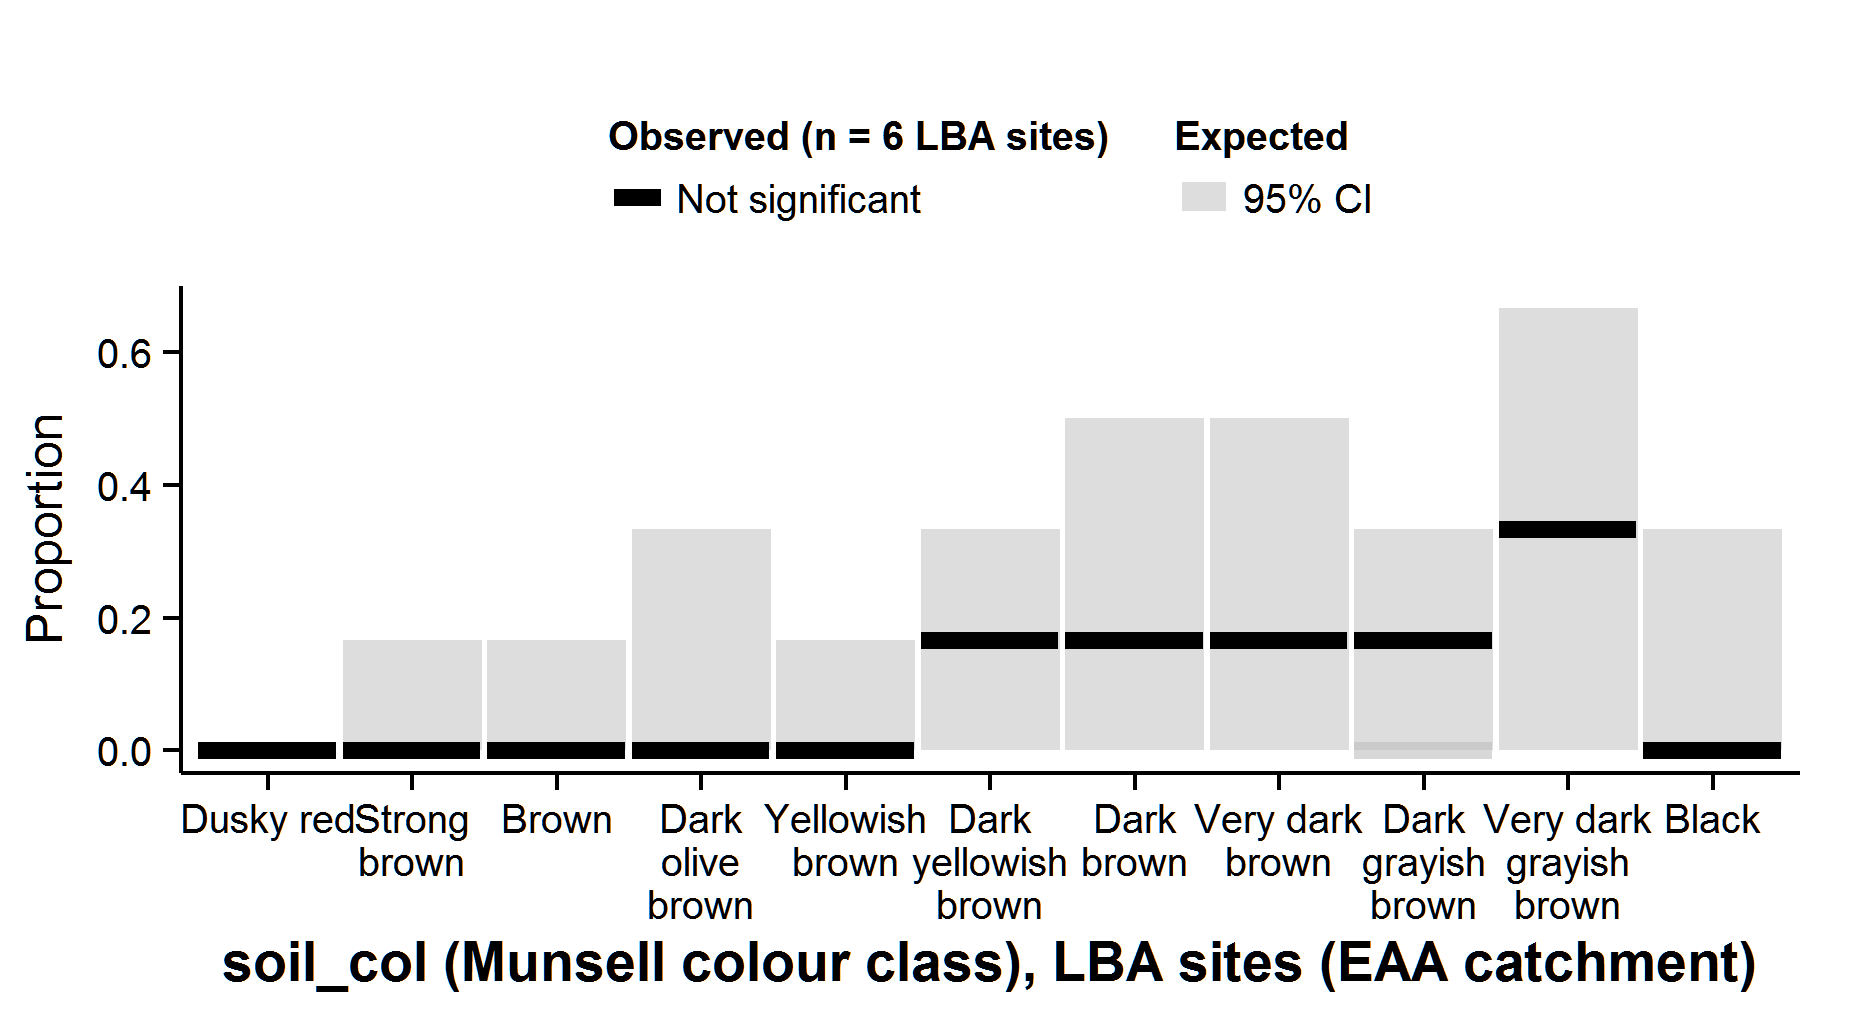 Observed (n = 6 LBA sites) Expected
Not significant 95% CI
Proportion
0.6
0.4
0.2
0.0
Dusky red
Strong
brown
Brown
Dark
olive
brown
Yellowish
brown
Dark
yellowish
brown
Dark
brown
Very dark
brown
Dark
grayish
brown
Very dark
grayish
brown
Black
soil_col (Munsell colour class), LBA sites (EAA catchment)